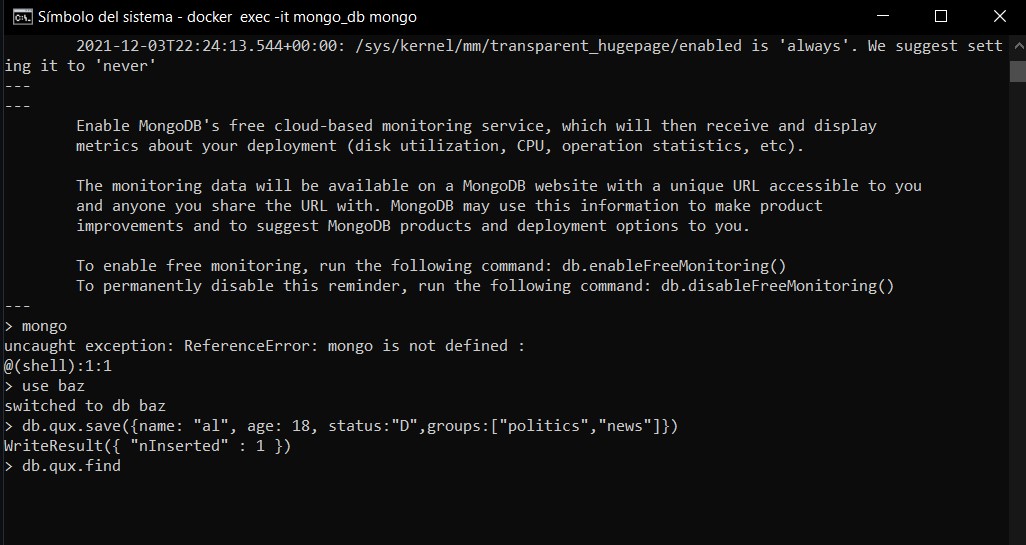 Símbolo del sistema - docker  exec -it mongo_db mongo
2021-12-03T22:24:13.544+00:00: /sys/kernel/mm/transparent_hugepage/enabled is 'always'. We suggest sett
ing it to 'never'
---
---
Enable MongoDB's free cloud-based monitoring service, which will then receive and display
metrics about your deployment (disk utilization, CPU, operation statistics, etc).
The monitoring data will be available on a MongoDB website with a unique URL accessible to you
and anyone you share the URL with. MongoDB may use this information to make product
improvements and to suggest MongoDB products and deployment options to you.
To enable free monitoring, run the following command: db.enableFreeMonitoring()
To permanently disable this reminder, run the following command: db.disableFreeMonitoring()
---
> mongo
uncaught exception: ReferenceError: mongo is not defined :
@(shell):1:1
> use baz
switched to db baz
> db.qux.save({name: "al", age: 18, status:"D",groups:["politics","news"]})
WriteResult({ "nInserted" : 1 })
> db.qux.find